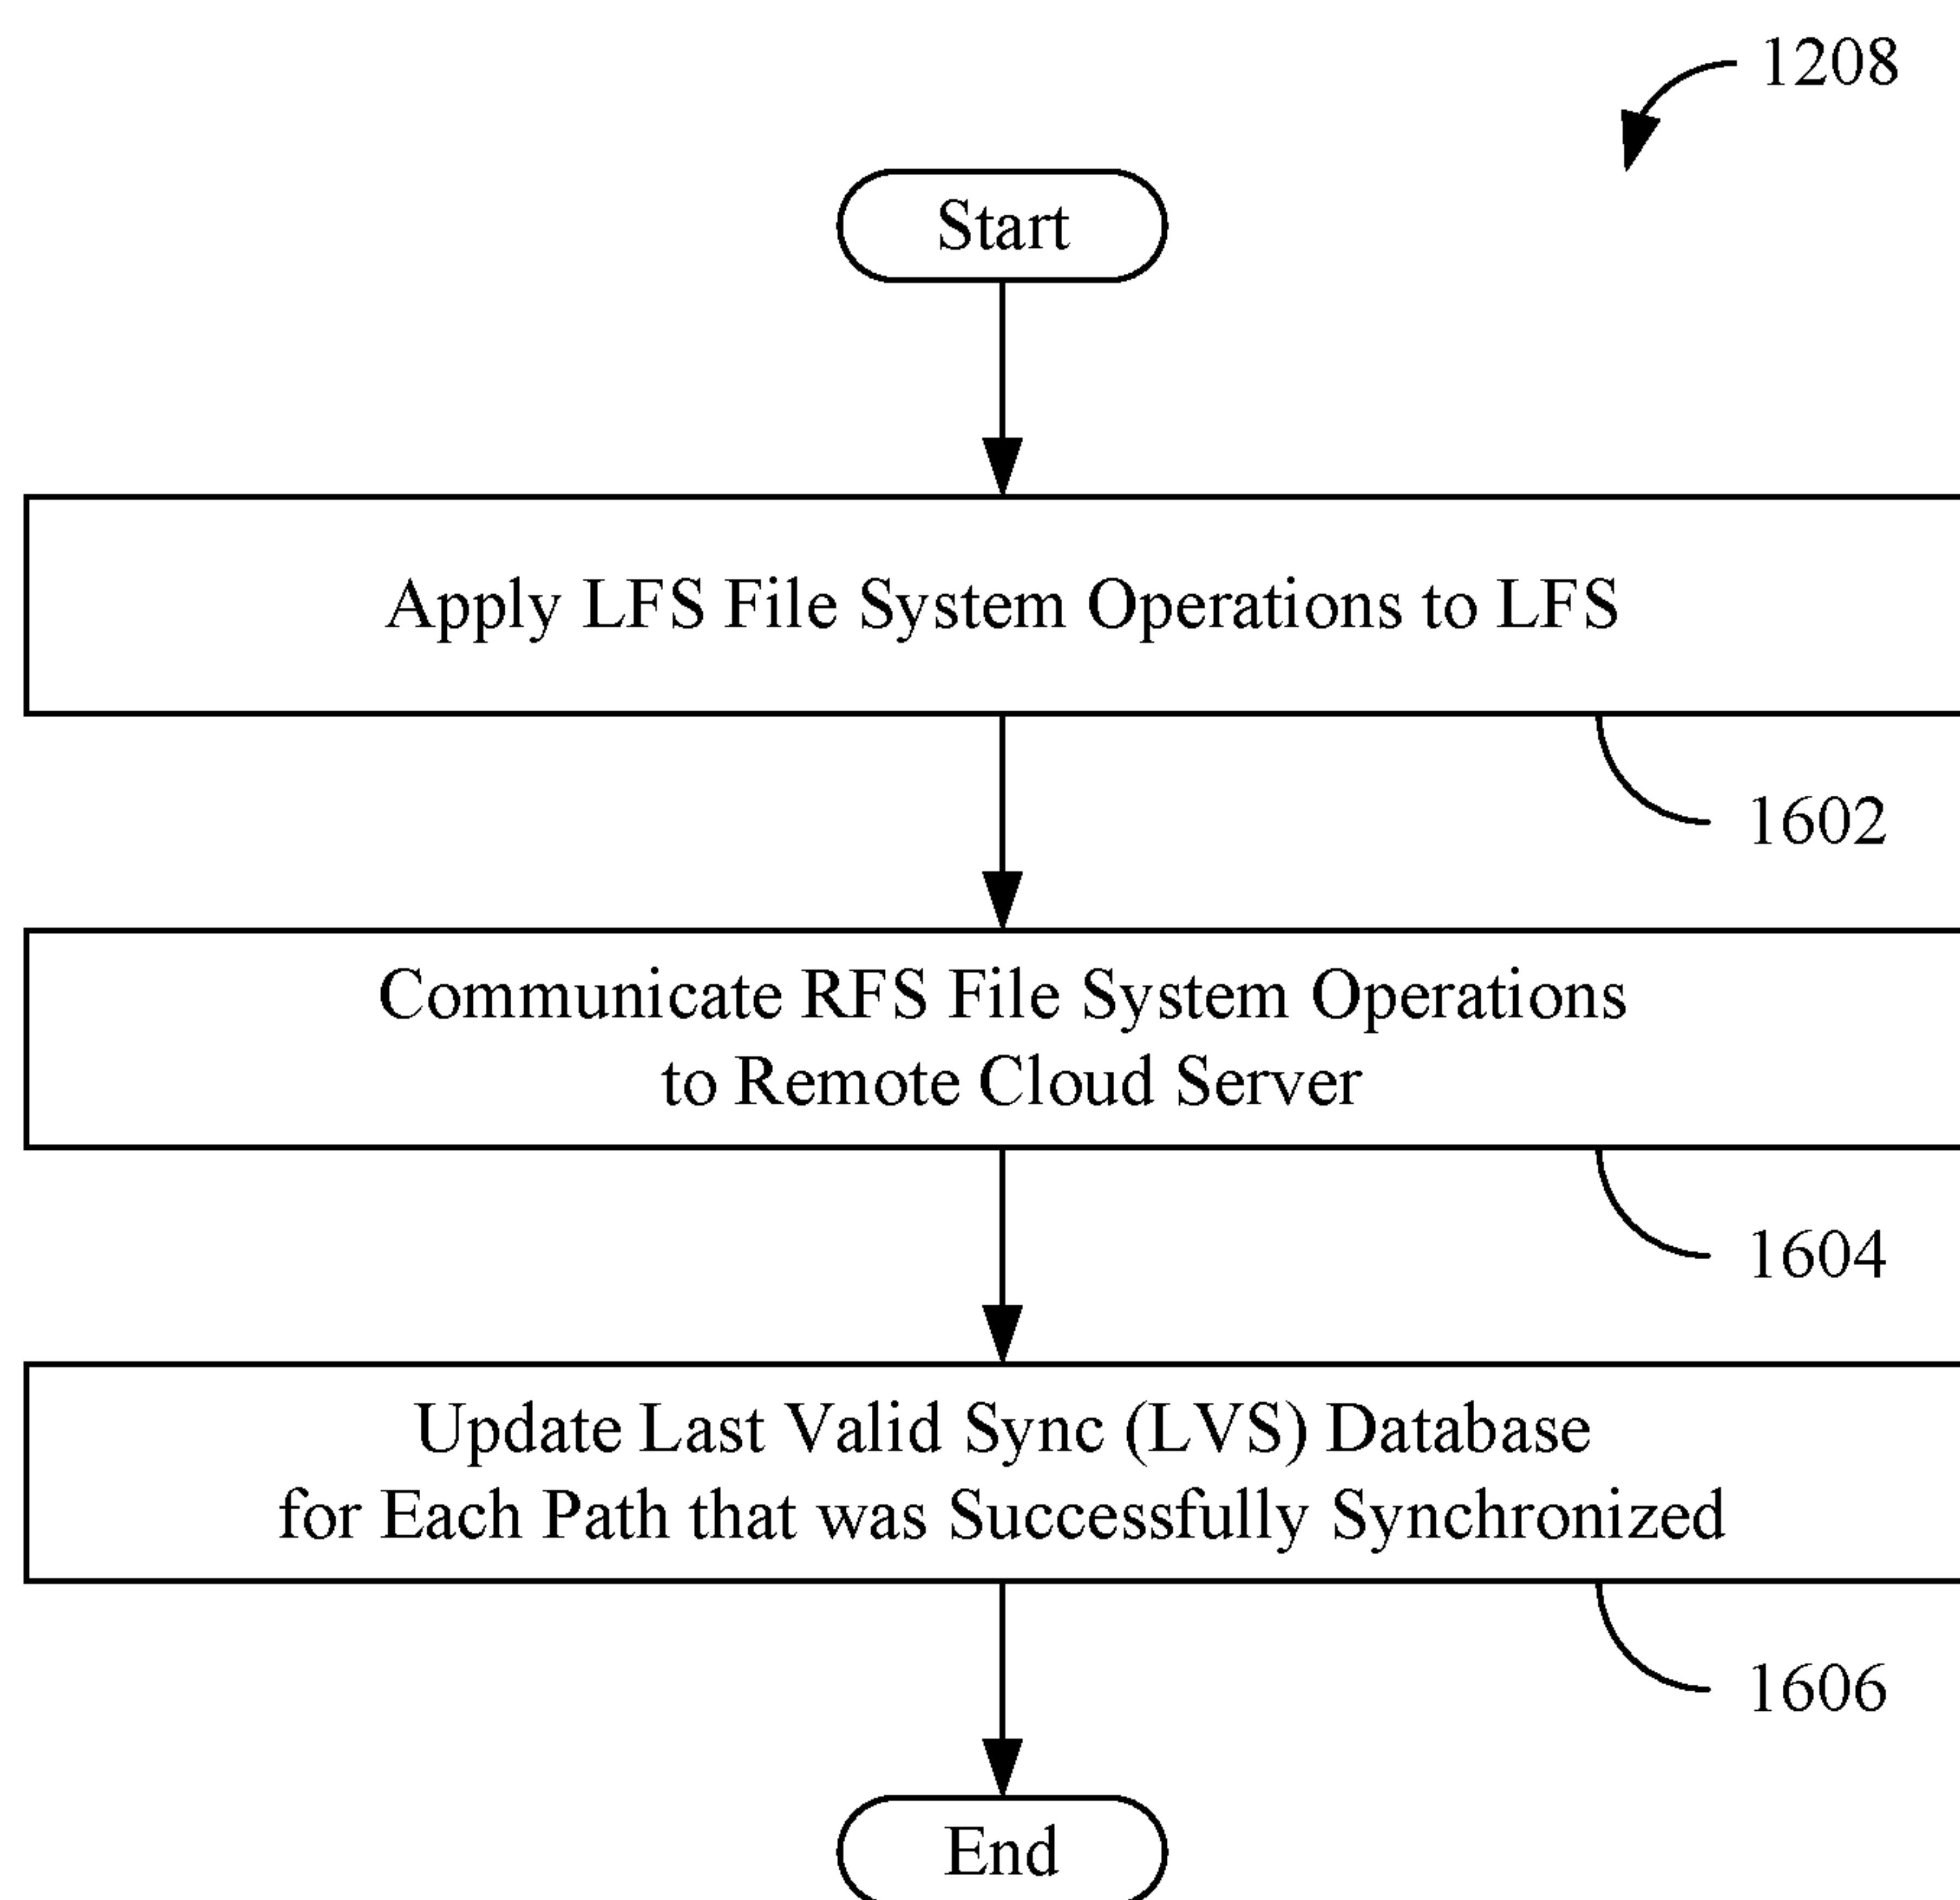 1208
Start
Apply LFS File System Operations to LFS
1602
Communicate RFS File System Operations
to Remote Cloud Server
1604
Update Last Valid Sync (LVS) Database
for Each Path that was Successfully Synchronized
1606
End